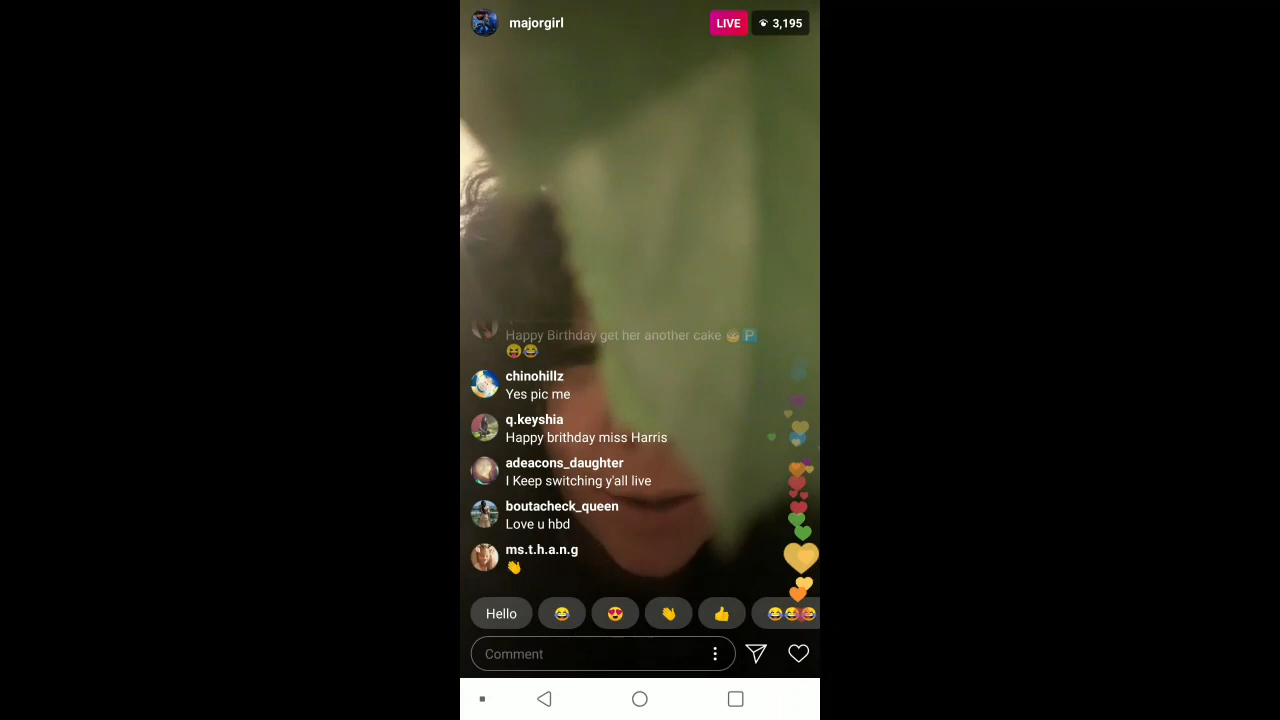 majorgirl
LIVE
3,195
Happy Birthday get her another cake 🎂🅿
😝😂
chinohillz
Yes pic me
q.keyshia
Happy brithday miss Harris
adeacons_daughter
I Keep switching y'all live
boutacheck_queen
Love u hbd
ms.t.h.a.n.g
👏
Hello
Comment